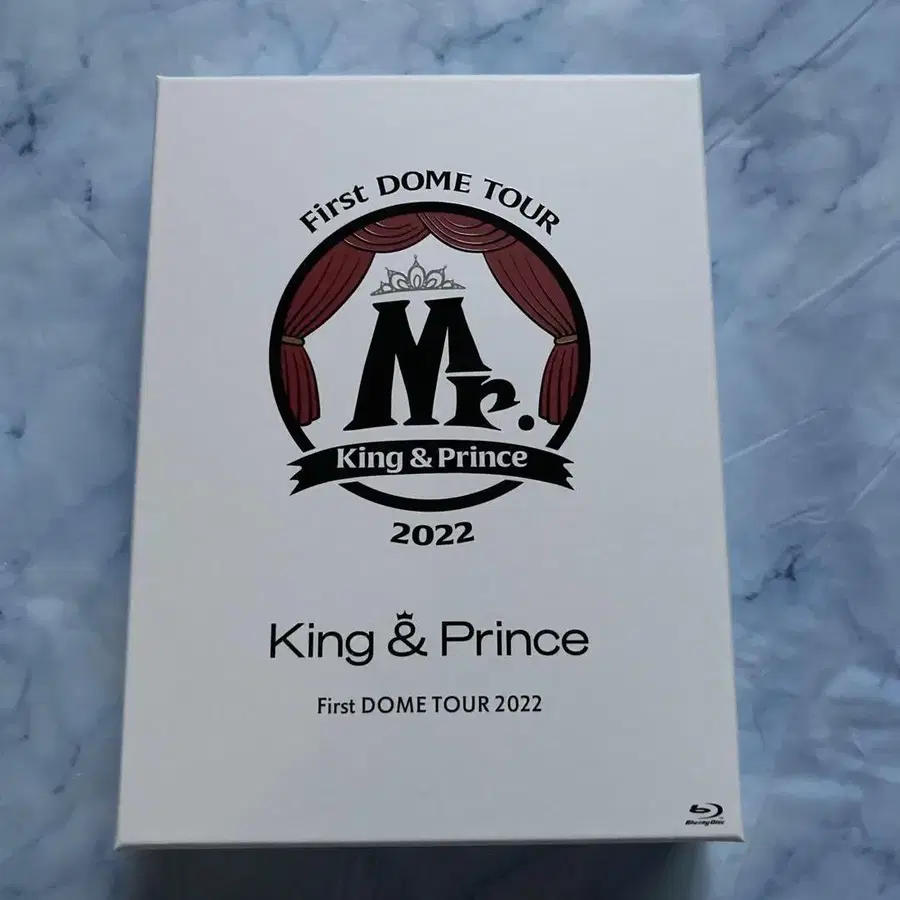 First DOME TOUR
Mr.
King & Prince
2022
King & Prince
First DOME TOUR 2022
Blu-ray Disc